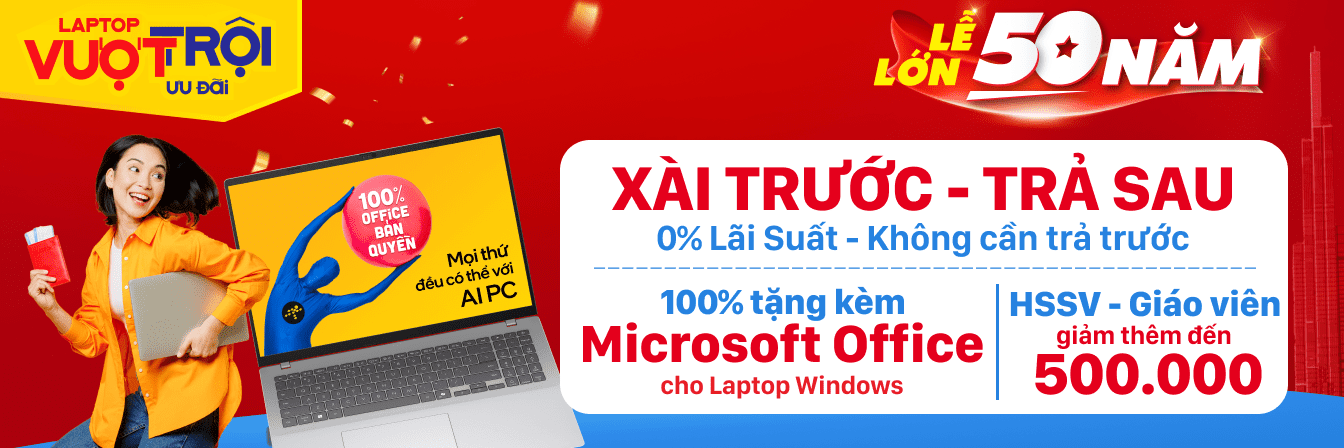 LAPTOP
VƯỢT TRỘI
ƯU ĐÃI
LỄ
LỚN 50 NĂM
100%
OFFICE
BẢN
QUYỀN
Mọi thứ
đều có thể với
AI PC
XÀI TRƯỚC - TRẢ SAU
0% Lãi Suất - Không cần trả trước
100% tặng kèm
Microsoft Office
cho Laptop Windows
HSSV - Giáo viên
giảm thêm đến
500.000